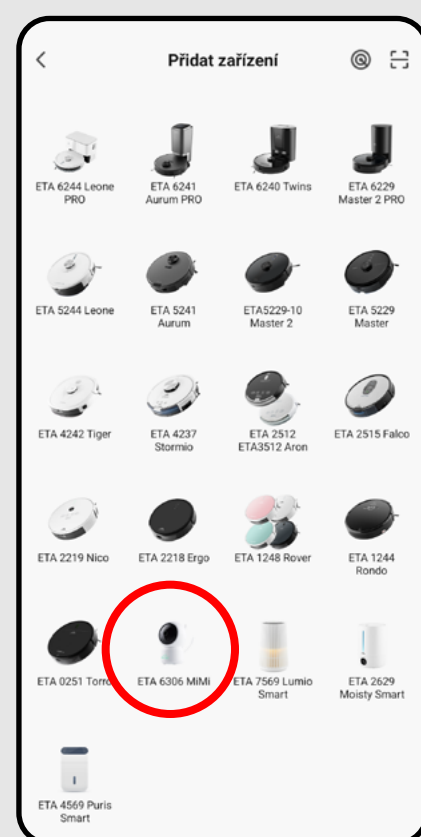 Přidat zařízení
ETA 6244 Leone PRO
ETA 6241 Aurum PRO
ETA 6240 Twins
ETA 6229 Master 2 PRO
ETA 5244 Leone
ETA 5241 Aurum
ETA5229-10 Master 2
ETA 5229 Master
ETA 4242 Tiger
ETA 4237 Stormio
ETA 2512 ETA3512 Aron
ETA 2515 Falco
ETA 2219 Nico
ETA 2218 Ergo
ETA 1248 Rover
ETA 1244 Rondo
ETA 0251 Torro
ETA 6306 MiMi
ETA 7569 Lumio Smart
ETA 2629 Moisty Smart
ETA 4569 Puris Smart